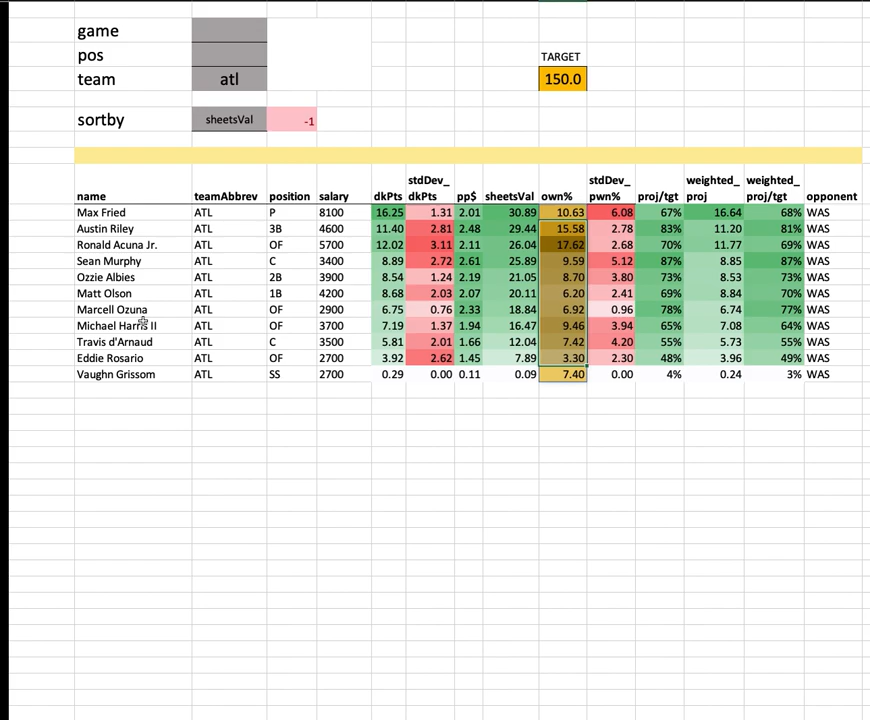 game
pos
TARGET
team atl 150.0
sortby sheetsVal -1
stdDev_ stdDev_ weighted_ weighted_
name teamAbbrev position salary dkPts dkPts pp$ sheetsVal own% pwn% proj/tgt proj proj/tgt opponent
Max Fried ATL P 8100 16.25 1.31 2.01 30.89 10.63 6.08 67% 16.64 68% WAS
Austin Riley ATL 3B 4600 11.40 2.81 2.48 29.44 15.58 2.78 83% 11.20 81% WAS
Ronald Acuna Jr. ATL OF 5700 12.02 3.11 2.11 26.04 17.62 2.68 70% 11.77 69% WAS
Sean Murphy ATL C 3400 8.89 2.72 2.61 25.89 9.59 5.12 87% 8.85 87% WAS
Ozzie Albies ATL 2B 3900 8.54 1.24 2.19 21.05 8.70 3.80 73% 8.53 73% WAS
Matt Olson ATL 1B 4200 8.68 2.03 2.07 20.11 6.20 2.41 69% 8.84 70% WAS
Marcell Ozuna ATL OF 2900 6.75 0.76 2.33 18.84 6.92 0.96 78% 6.74 77% WAS
Michael Harris II ATL OF 3700 7.19 1.37 1.94 16.47 9.46 3.94 65% 7.08 64% WAS
Travis d'Arnaud ATL C 3500 5.81 2.01 1.66 12.04 7.42 4.20 55% 5.73 55% WAS
Eddie Rosario ATL OF 2700 3.92 2.62 1.45 7.89 3.30 2.30 48% 3.96 49% WAS
Vaughn Grissom ATL SS 2700 0.29 0.00 0.11 0.09 7.40 0.00 4% 0.24 3% WAS